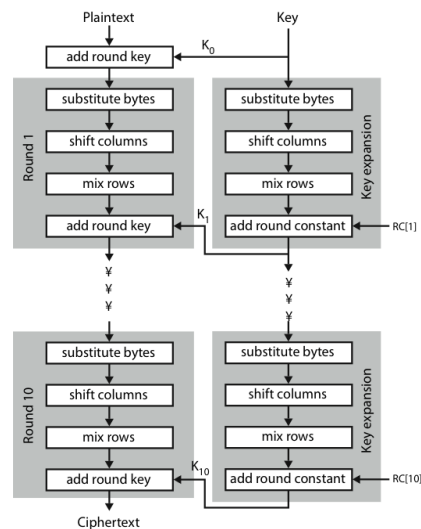 Plaintext
Key
K0
add round key
Round 1
substitute bytes
shift columns
mix rows
add round key
K1
Key expansion
substitute bytes
shift columns
mix rows
add round constant
RC[1]
¥
¥
¥
¥
¥
¥
Round 10
substitute bytes
shift columns
mix rows
add round key
K10
Key expansion
substitute bytes
shift columns
mix rows
add round constant
RC[10]
Ciphertext